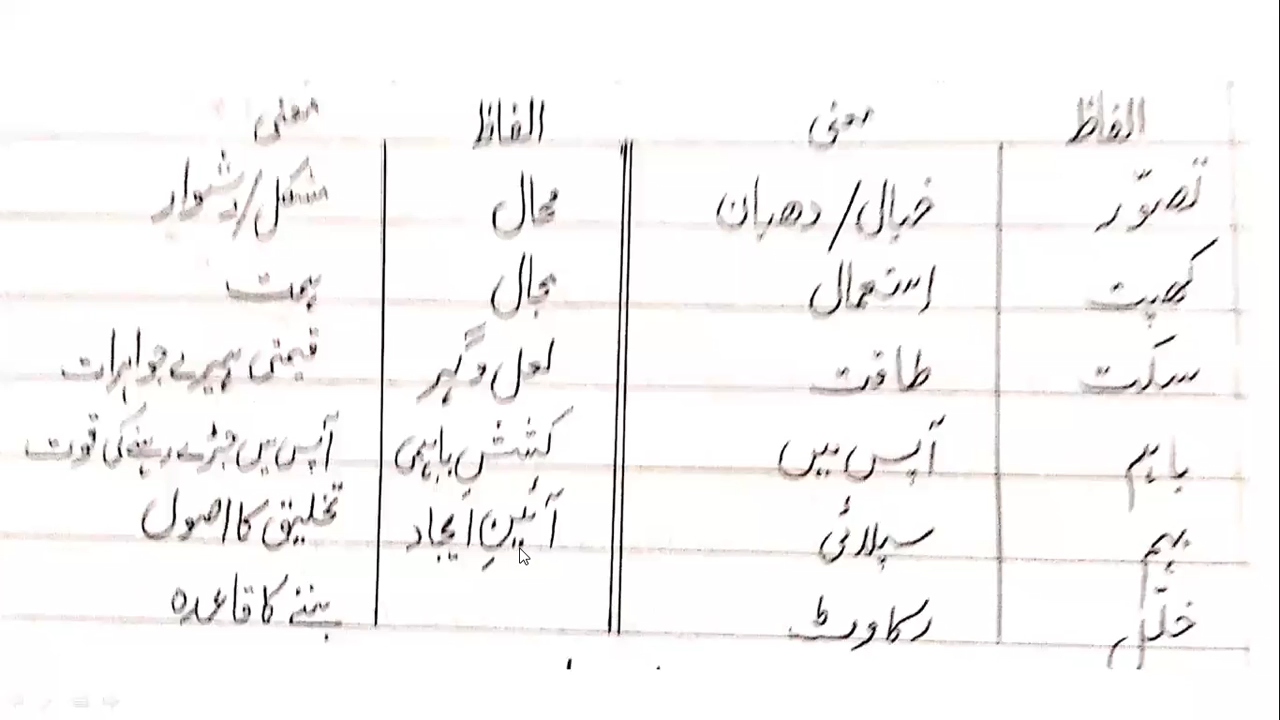 الفاظ معنی الفاظ معنی
تصوّر خیال/دھیان محال مشکل/دشوار
کھپت استعمال مجال ہمت
سکت طاقت لعل و گہر قیمتی ہیرے جواہرات
باہم آپس میں کششِ باہمی آپس میں جڑے رہنے کی قوت
بہم سپلائی آئینِ ایجاد تخلیق کا اصول
خلل رکاوٹ بننے کا قاعدہ